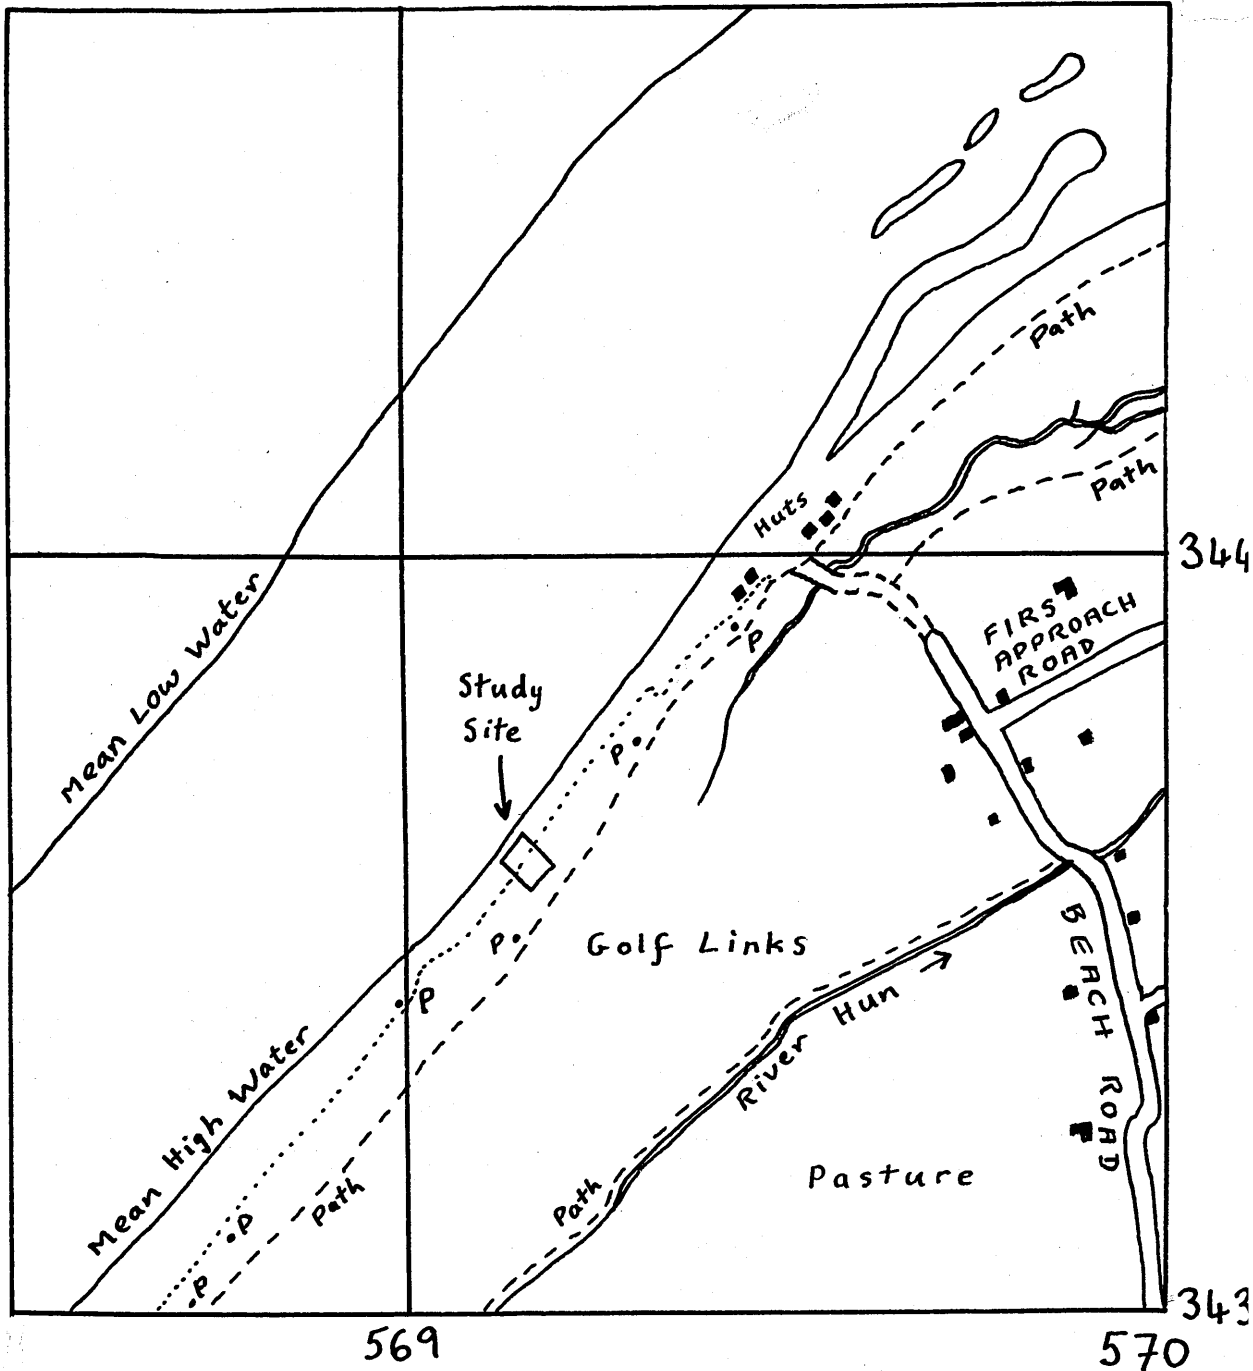 Path
Path
Huts
344
FIRS
APPROACH
ROAD
Mean Low Water
P
Study
Site
P
P
Golf Links
P
River Hun
BEACH ROAD
Mean High Water
Path
Path
Pasture
P
P
343
569
570